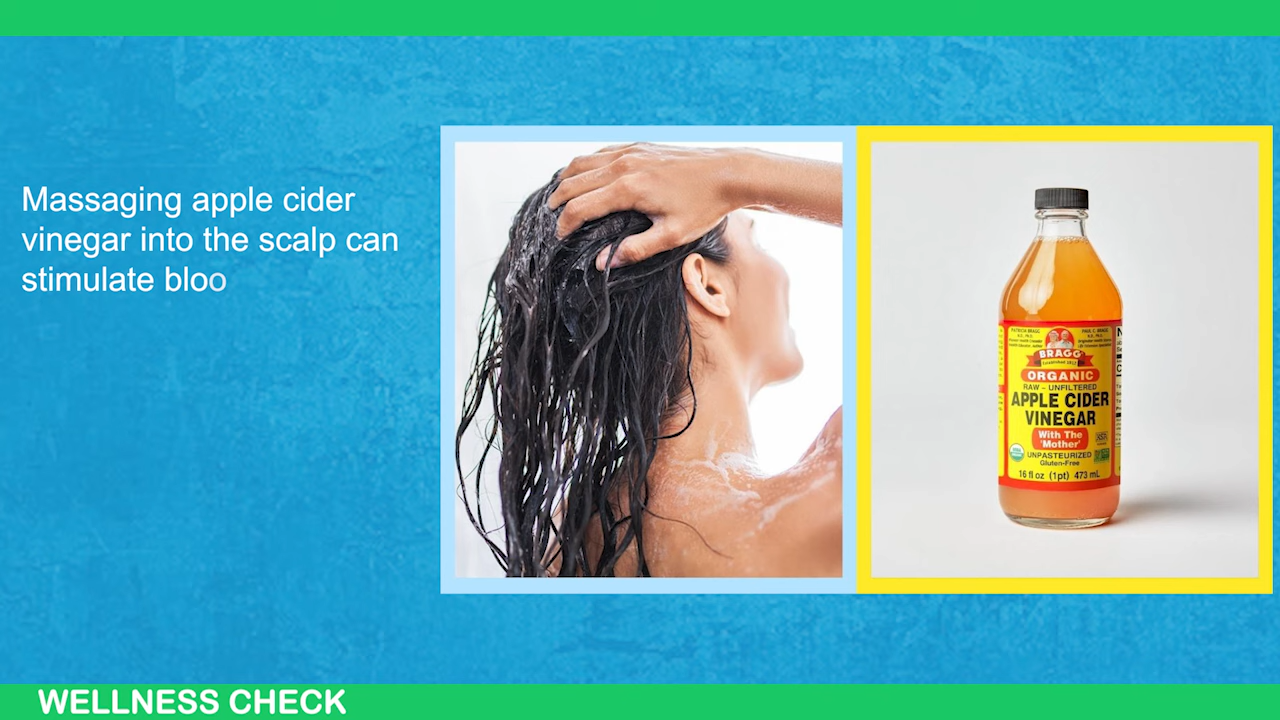 Massaging apple cider
vinegar into the scalp can
stimulate bloo
BRAGG
ORGANIC
RAW – UNFILTERED
APPLE CIDER
VINEGAR
With The
'Mother'
UNPASTEURIZED
Gluten-Free
16 fl oz (1pt) 473 mL
WELLNESS CHECK